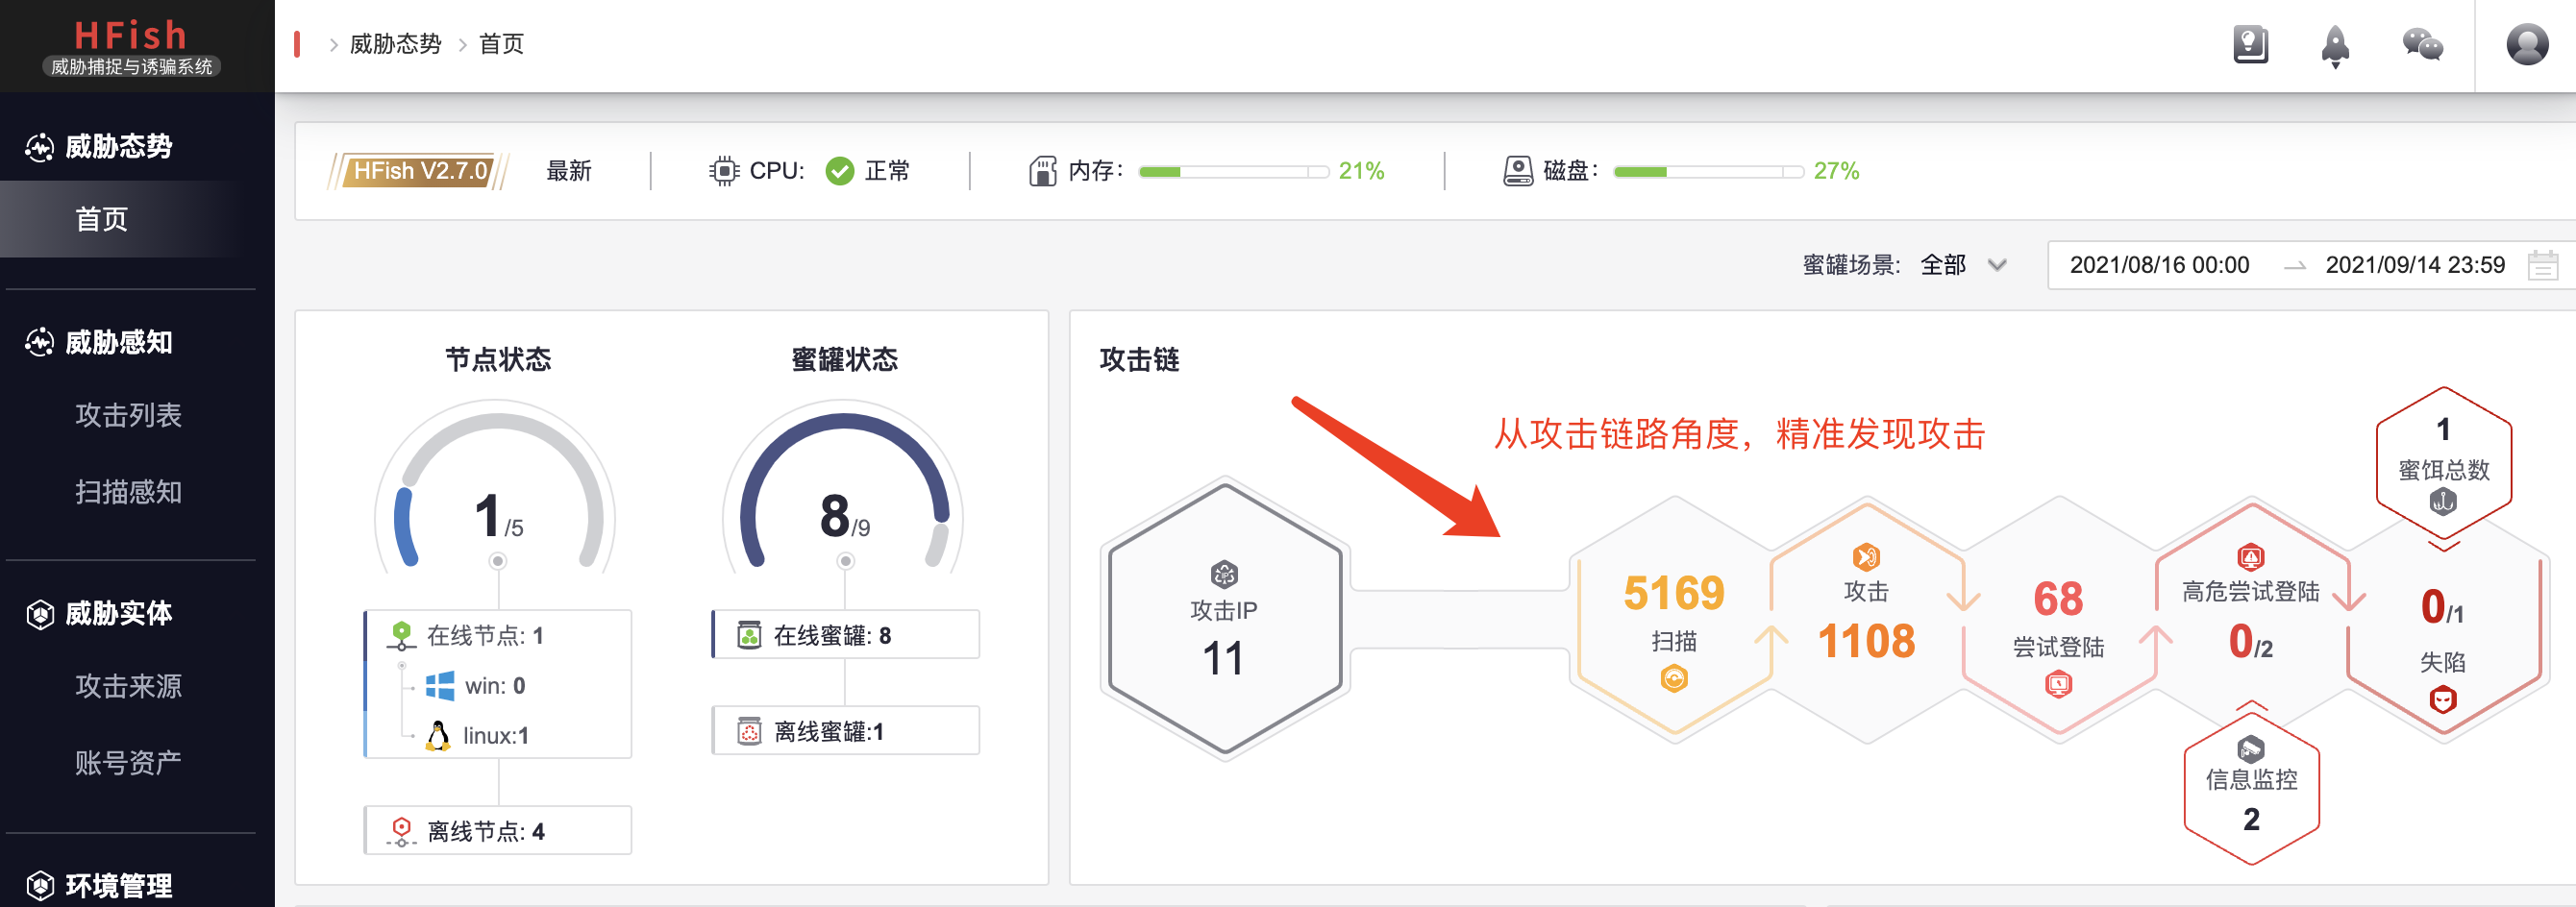 HFish
威胁捕捉与诱骗系统
威胁态势 首页
威胁态势
首页
威胁感知
攻击列表
扫描感知
威胁实体
攻击来源
账号资产
环境管理
HFish V2.7.0 最新 CPU: 正常 内存: 21% 磁盘: 27%
蜜罐场景: 全部 2021/08/16 00:00 2021/09/14 23:59
节点状态
1/5
在线节点: 1
win: 0
linux:1
离线节点: 4
蜜罐状态
8/9
在线蜜罐: 8
离线蜜罐:1
攻击链
从攻击链路角度，精准发现攻击
攻击IP
11
5169
扫描
攻击
1108
68
尝试登陆
高危尝试登陆
0/2
信息监控
2
1
蜜饵总数
0/1
失陷